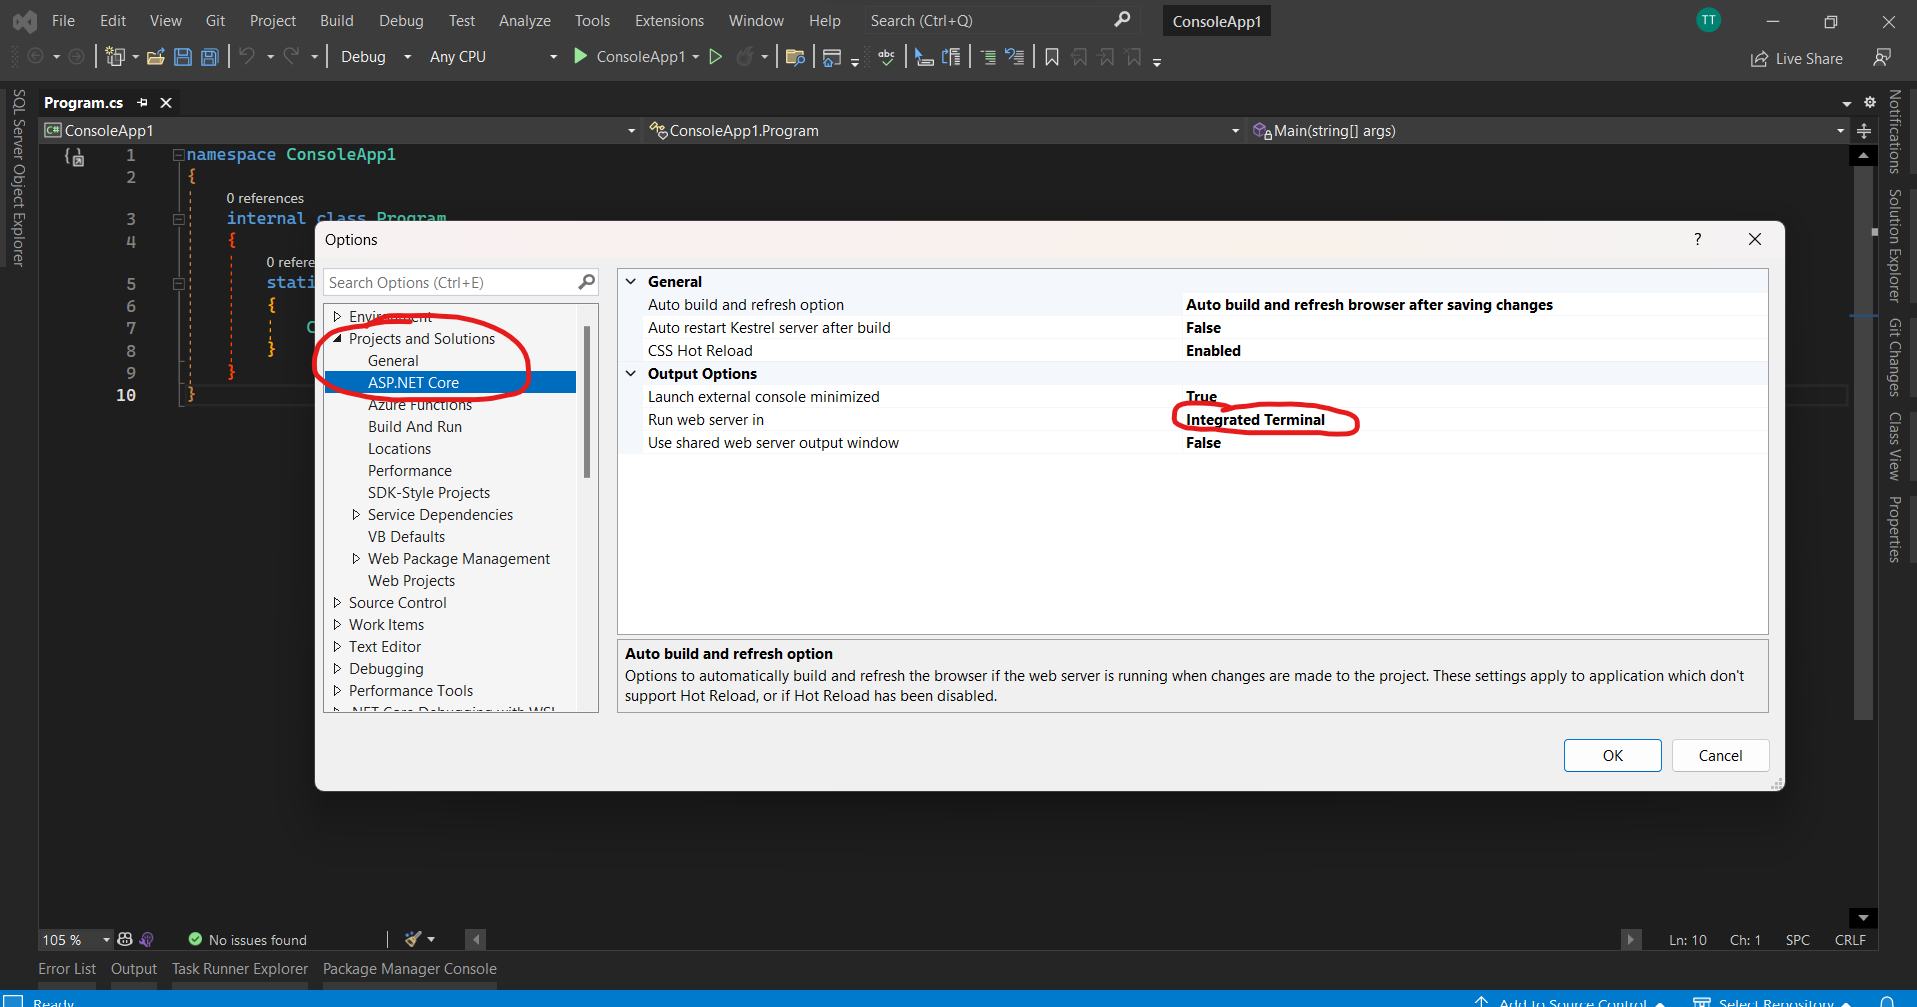 File Edit View Git Project Build Debug Test Analyze Tools Extensions Window Help Search (Ctrl+Q) ConsoleApp1 TT
Debug Any CPU ConsoleApp1 abc Live Share
SQL Server Object Explorer
Program.cs
C# ConsoleApp1 ConsoleApp1.Program Main(string[] args)
1 namespace ConsoleApp1
2 {
0 references
3 internal class Program
4 {
0 refere
5 stati
6 {
7 C
8 }
9 }
10 }
Options ?
Search Options (Ctrl+E)
Environment
Projects and Solutions
General
ASP.NET Core
Azure Functions
Build And Run
Locations
Performance
SDK-Style Projects
Service Dependencies
VB Defaults
Web Package Management
Web Projects
Source Control
Work Items
Text Editor
Debugging
Performance Tools
.NET Core Debugging with WSL
General
Auto build and refresh option Auto build and refresh browser after saving changes
Auto restart Kestrel server after build False
CSS Hot Reload Enabled
Output Options
Launch external console minimized True
Run web server in Integrated Terminal
Use shared web server output window False
Auto build and refresh option
Options to automatically build and refresh the browser if the web server is running when changes are made to the project. These settings apply to application which don't
support Hot Reload, or if Hot Reload has been disabled.
OK Cancel
Notifications
Solution Explorer
Git Changes
Class View
Properties
105 % No issues found Ln: 10 Ch: 1 SPC CRLF
Error List Output Task Runner Explorer Package Manager Console
Ready Add to Source Control Select Repository